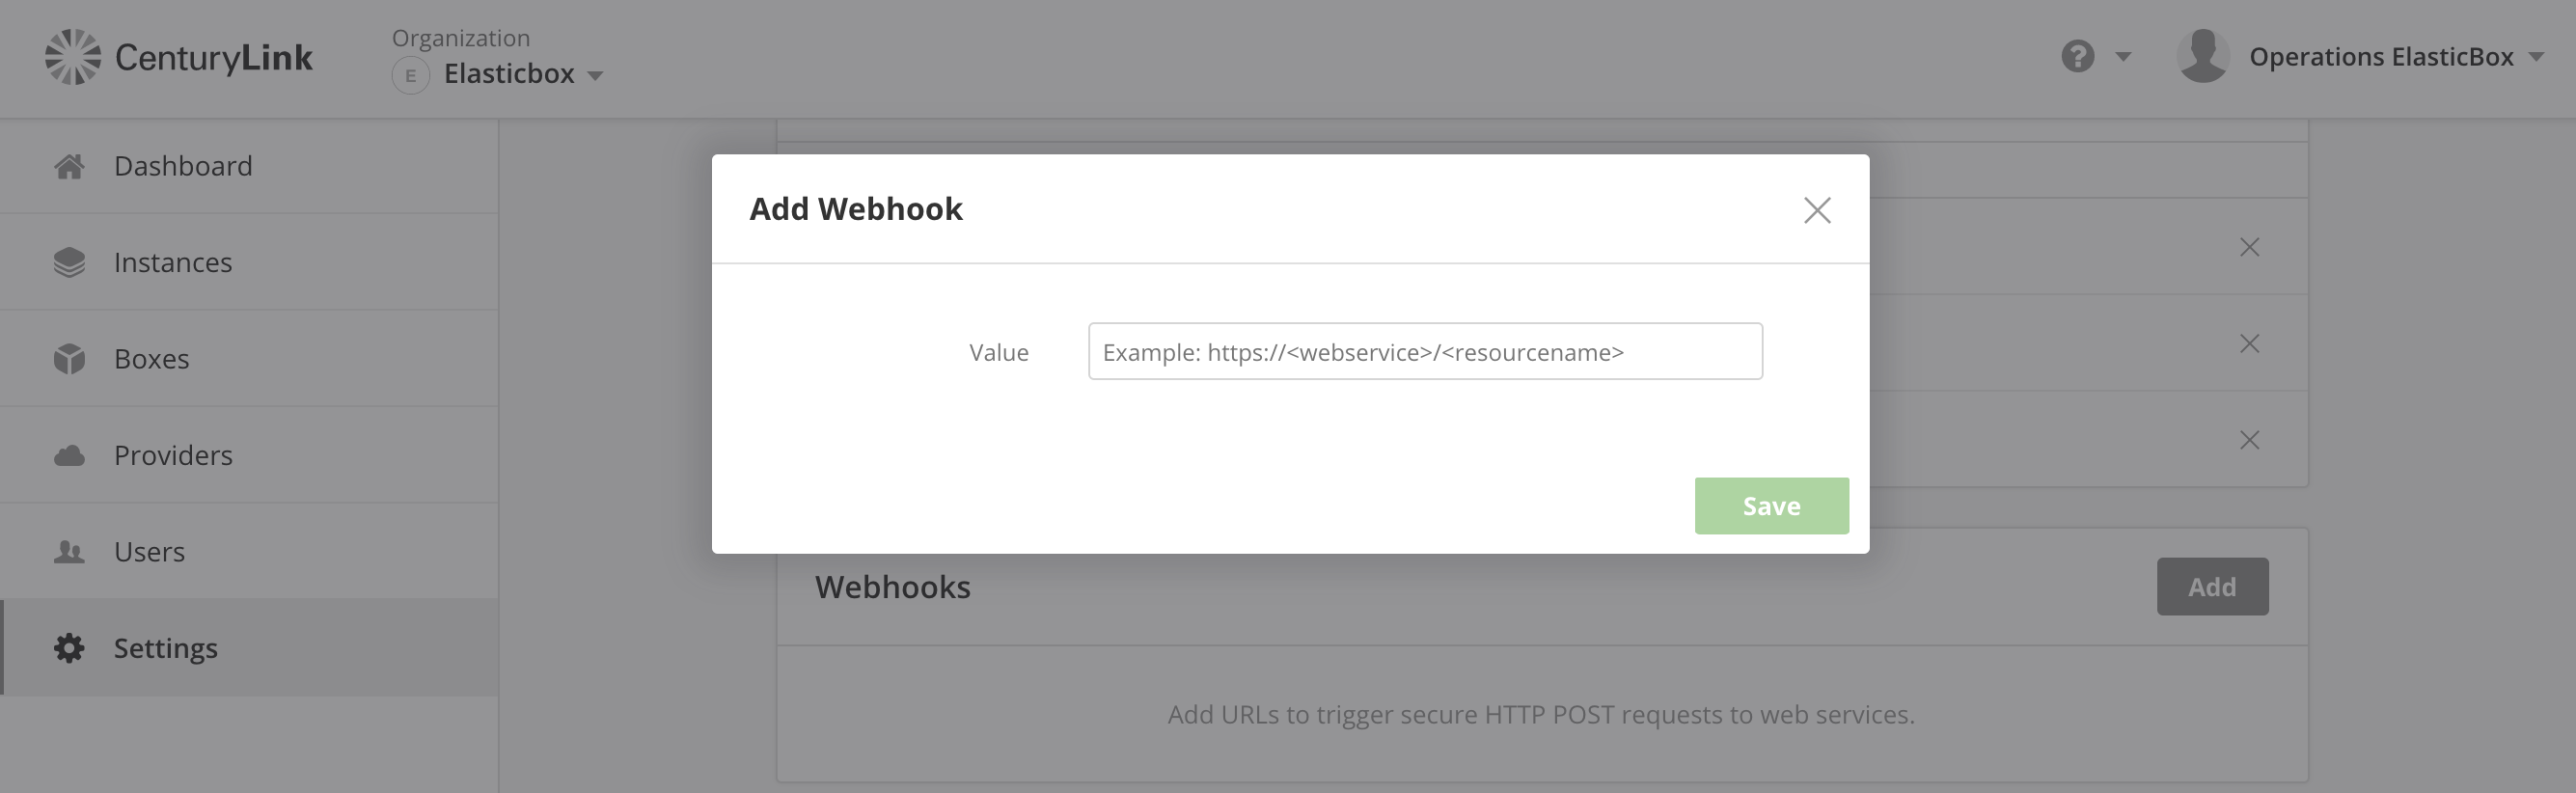 CenturyLink
Organization
E
Elasticbox
?
Operations ElasticBox
Dashboard
Instances
Boxes
Providers
Users
Settings
Add Webhook
Value
Example: https://<webservice>/<resourcename>
Save
Webhooks
Add
Add URLs to trigger secure HTTP POST requests to web services.